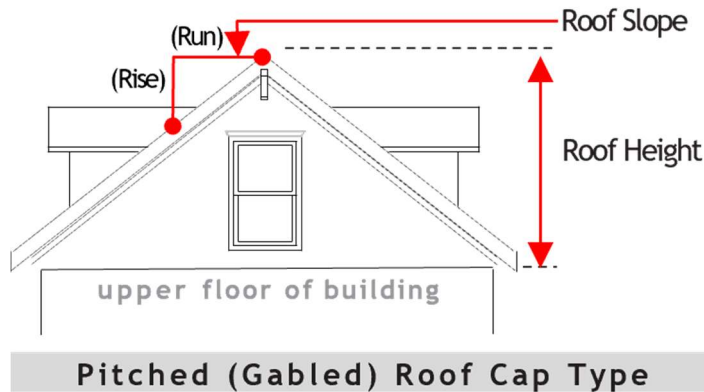 Roof Slope
(Run)
(Rise)
Roof Height
upper floor of building
Pitched (Gabled) Roof Cap Type